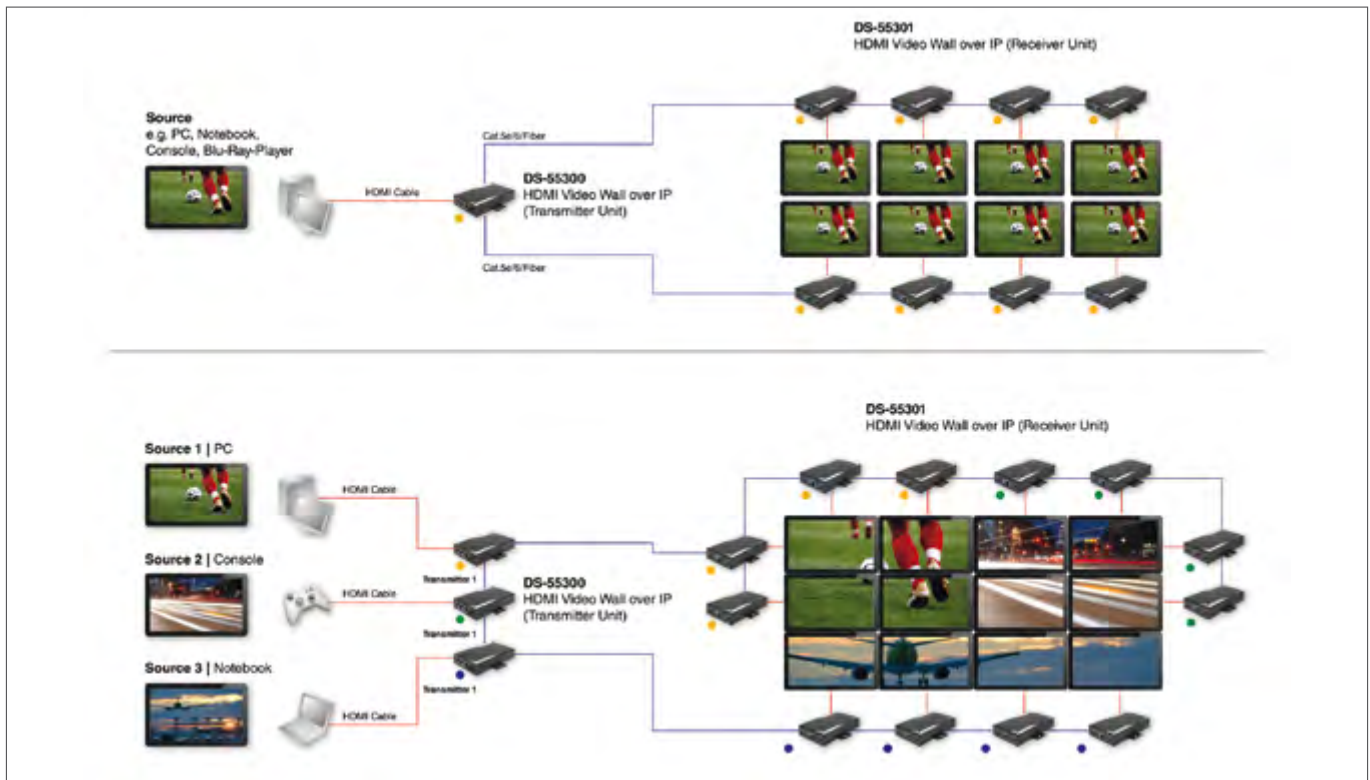 DS-55301
HDMI Video Wall over IP (Receiver Unit)
Source
e.g. PC, Notebook,
Console, Blu-Ray-Player
HDMI Cable
Cat.5e/6/Fiber
DS-55300
HDMI Video Wall over IP
(Transmitter Unit)
Cat.5e/6/Fiber
DS-55301
HDMI Video Wall over IP (Receiver Unit)
Source 1 | PC
HDMI Cable
Source 2 | Console
HDMI Cable
Transmitter 1
DS-55300
HDMI Video Wall over IP
(Transmitter Unit)
Transmitter 1
Source 3 | Notebook
HDMI Cable
Transmitter 1